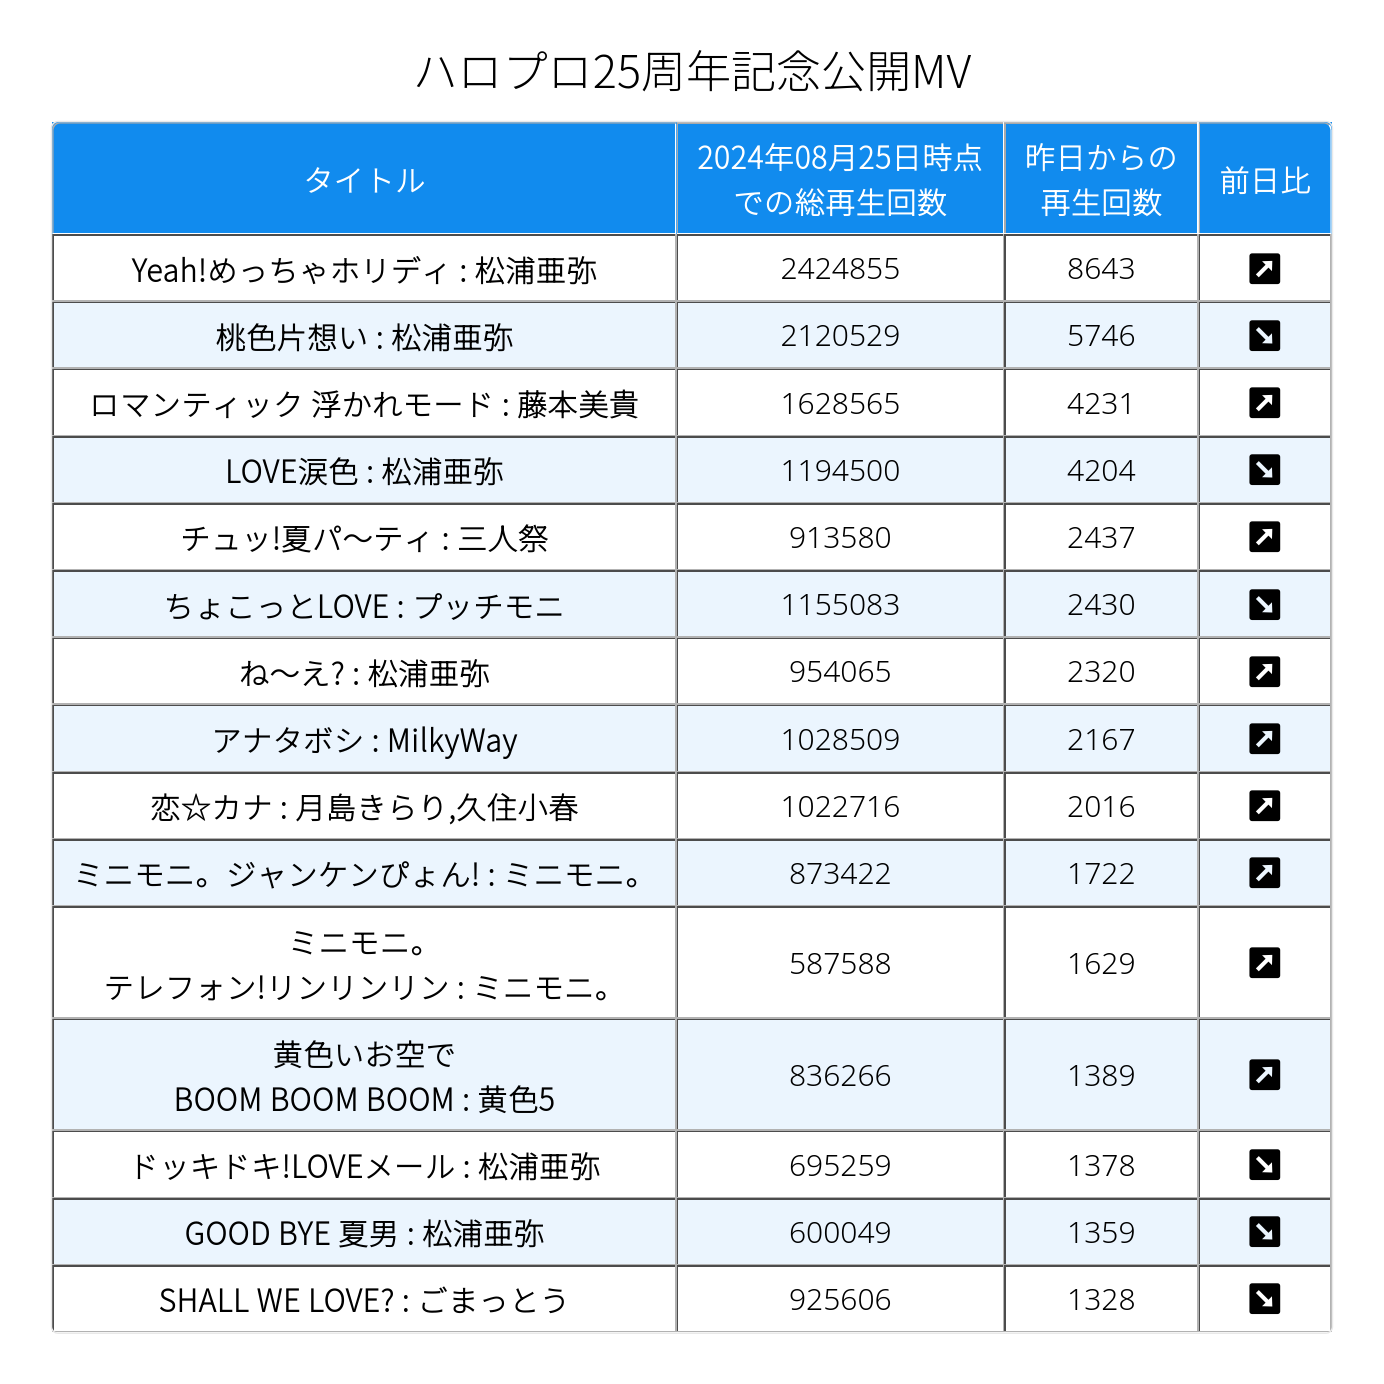 ハロプロ25周年記念公開MV
タイトル
2024年08月25日時点
での総再生回数
昨日からの
再生回数
前日比
Yeah!めっちゃホリディ : 松浦亜弥 2424855 8643 ↗
桃色片想い : 松浦亜弥 2120529 5746 ↘
ロマンティック 浮かれモード : 藤本美貴 1628565 4231 ↗
LOVE涙色 : 松浦亜弥 1194500 4204 ↘
チュッ!夏パ〜ティ : 三人祭 913580 2437 ↗
ちょこっとLOVE : プッチモニ 1155083 2430 ↘
ね〜え? : 松浦亜弥 954065 2320 ↗
アナタボシ : MilkyWay 1028509 2167 ↗
恋☆カナ : 月島きらり,久住小春 1022716 2016 ↗
ミニモニ。ジャンケンぴょん! : ミニモニ。 873422 1722 ↗
ミニモニ。
テレフォン!リンリンリン : ミニモニ。 587588 1629 ↗
黄色いお空で
BOOM BOOM BOOM : 黄色5 836266 1389 ↗
ドッキドキ!LOVEメール : 松浦亜弥 695259 1378 ↘
GOOD BYE 夏男 : 松浦亜弥 600049 1359 ↘
SHALL WE LOVE? : ごまっとう 925606 1328 ↘